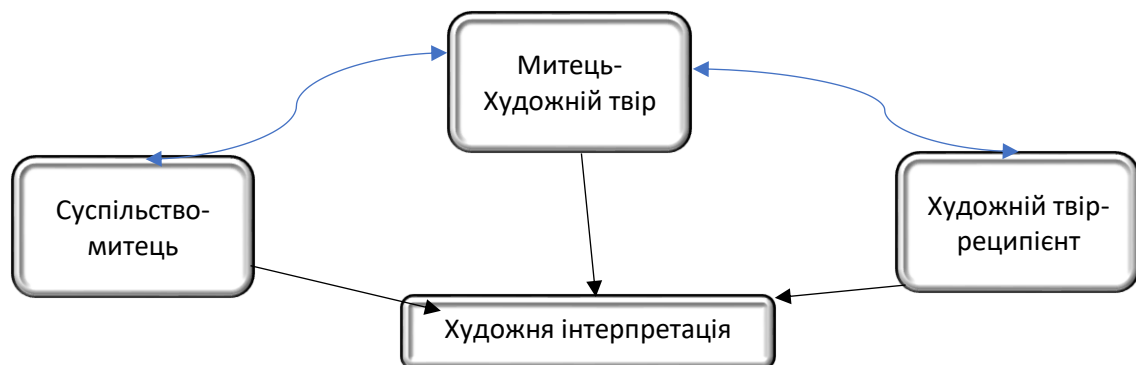 Митець-
Художній твір
Суспільство-
митець
Художній твір-
реципієнт
Художня інтерпретація